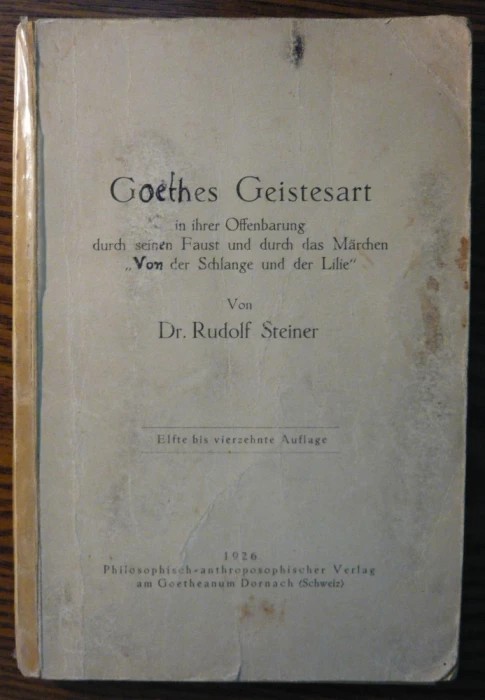 Goethes Geistesart
in ihrer Offenbarung
durch seinen Faust und durch das Märchen
„Von der Schlange und der Lilie“
Von
Dr. Rudolf Steiner
Elfte bis vierzehnte Auflage
1926
Philosophisch-anthroposophischer Verlag
am Goetheanum Dornach (Schweiz)